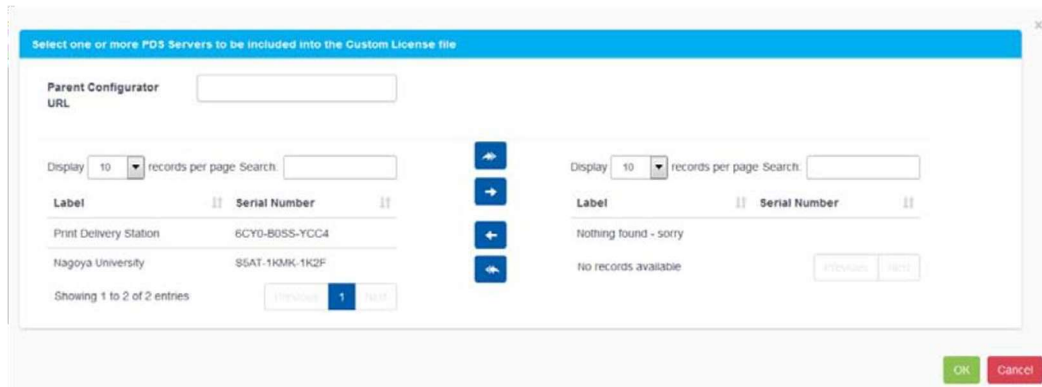 ×
Select one or more PDS Servers to be included into the Custom License file
Parent Configurator
URL
Display 10 records per page Search:
Label Serial Number
Print Delivery Station 6CY0-B0SS-YCC4
Nagoya University S5AT-1KMK-1K2F
Showing 1 to 2 of 2 entries
Previous 1 Next
Display 10 records per page Search:
Label Serial Number
Nothing found - sorry
No records available
Previous Next
OK Cancel